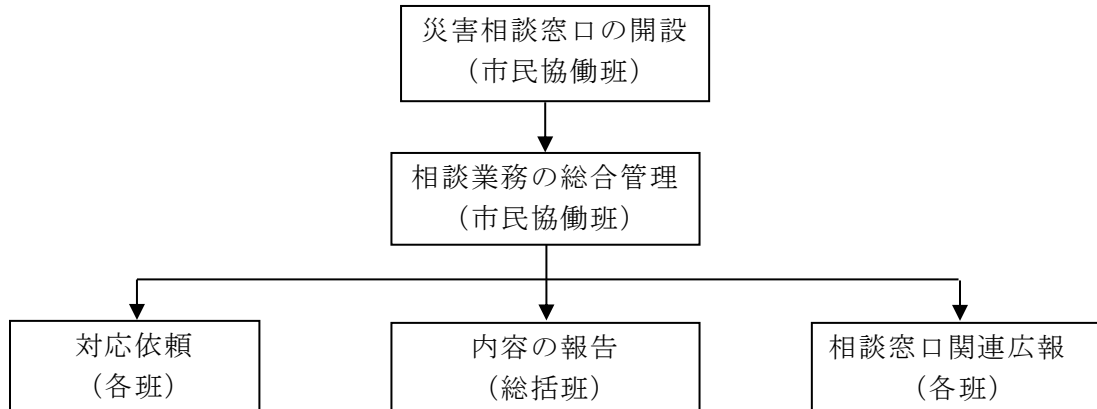 災害相談窓口の開設
（市民協働班）
相談業務の総合管理
（市民協働班）
対応依頼
（各班）
内容の報告
（総括班）
相談窓口関連広報
（各班）